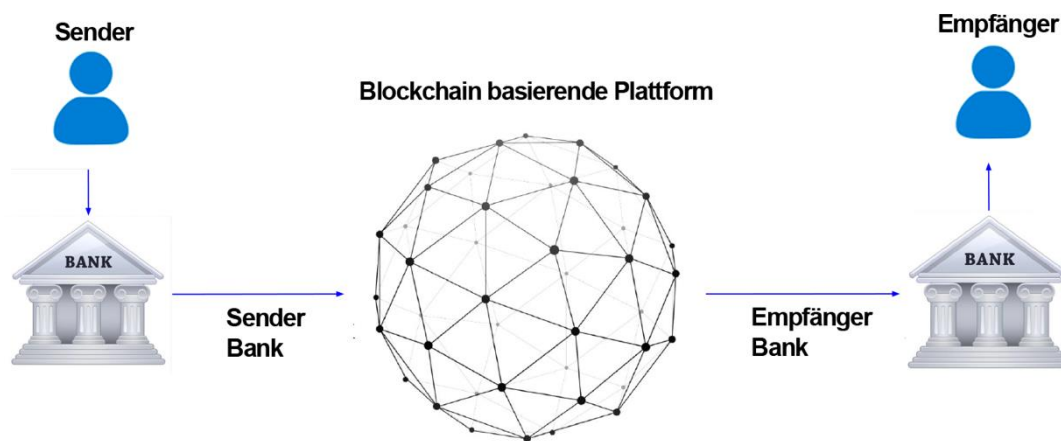 Sender
Empfänger
Blockchain basierende Plattform
BANK
BANK
Sender
Bank
Empfänger
Bank